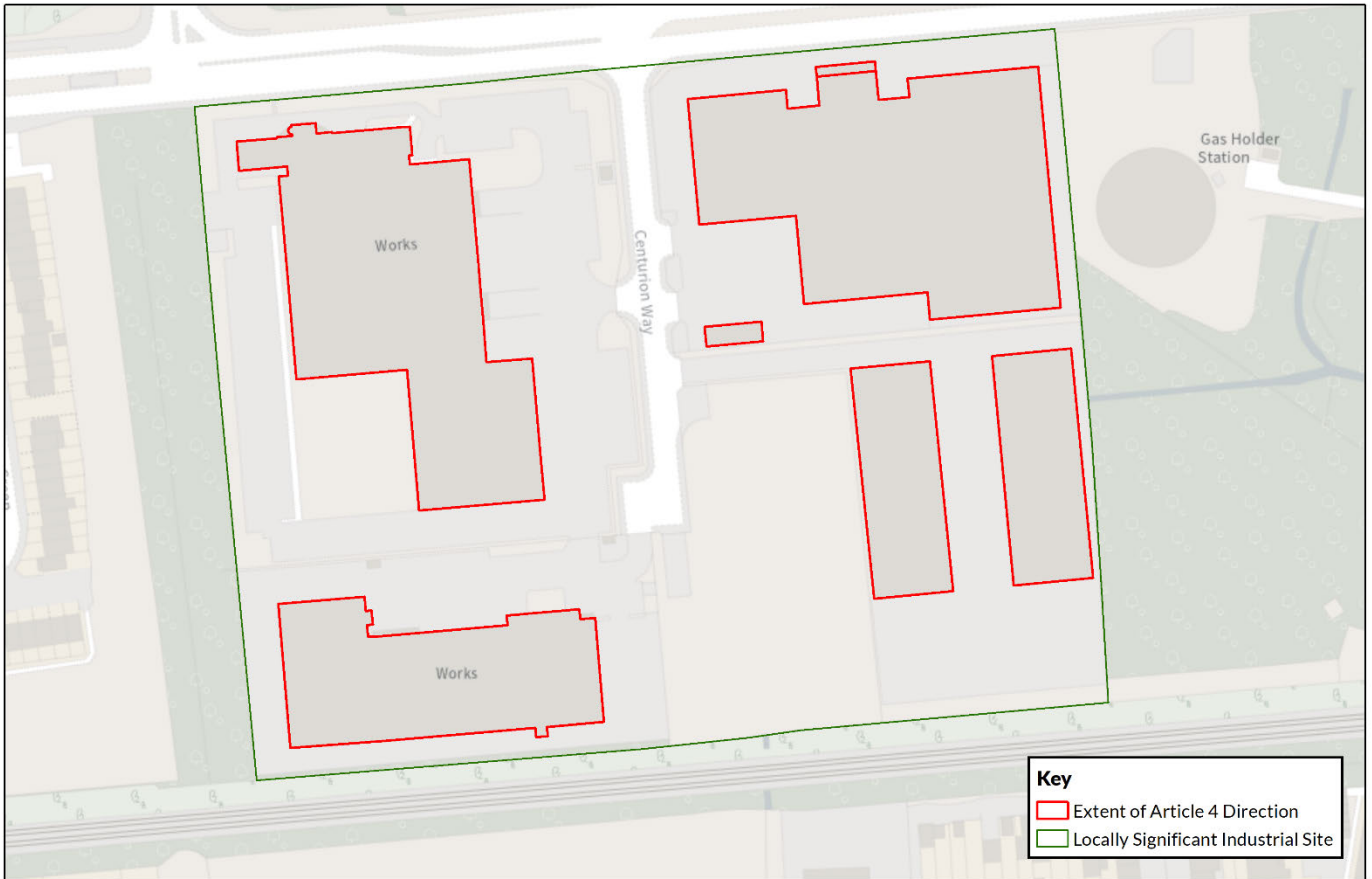 Gas Holder
Station
Works
Centurion Way
Works
Key
Extent of Article 4 Direction
Locally Significant Industrial Site